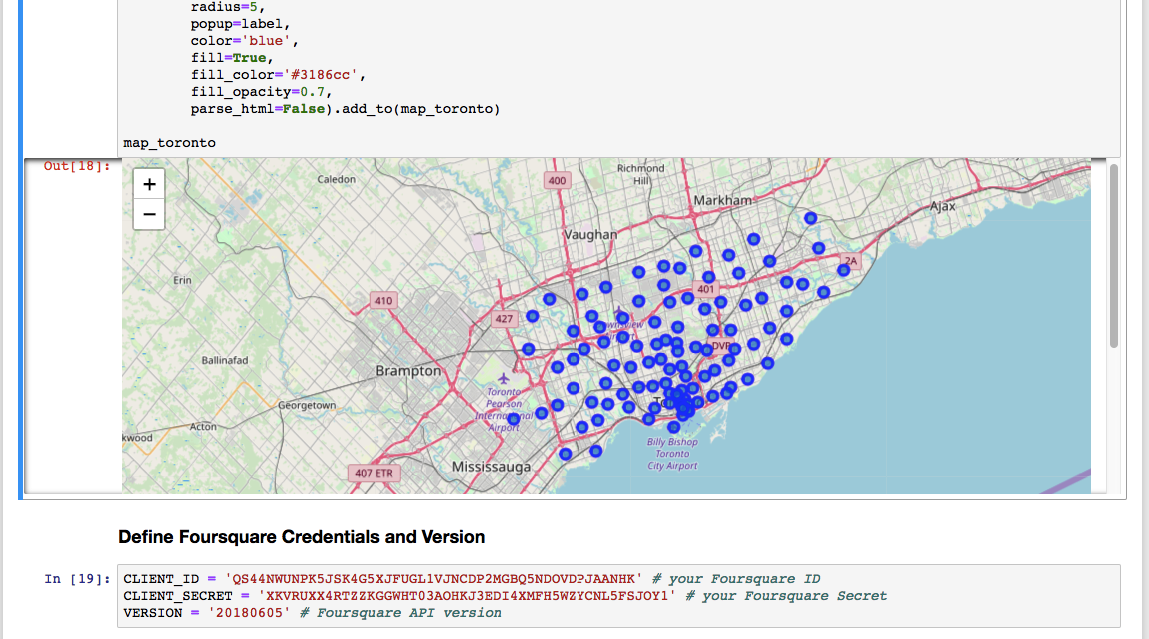 radius=5,
popup=label,
color='blue',
fill=True,
fill_color='#3186cc',
fill_opacity=0.7,
parse_html=False).add_to(map_toronto)
map_toronto
Out[18]:
+
−
Caledon
400
Richmond
Hill
Markham
Ajax
Vaughan
2A
Erin
401
410
427
DVP
Ballinafad
Brampton
Toronto
Pearson
International
Airport
Georgetown
Acton
kwood
Billy Bishop
Toronto
City Airport
Mississauga
407 ETR
Define Foursquare Credentials and Version
In [19]:
CLIENT_ID = 'QS44NWUNPK5JSK4G5XJFUGL1VJNCDP2MGBQ5NDOVD?JAANHK' # your Foursquare ID
CLIENT_SECRET = 'XKVRUXX4RTZZKGGWHT03AOHKJ3EDI4XMFH5WZYCNL5FSJOY1' # your Foursquare Secret
VERSION = '20180605' # Foursquare API version